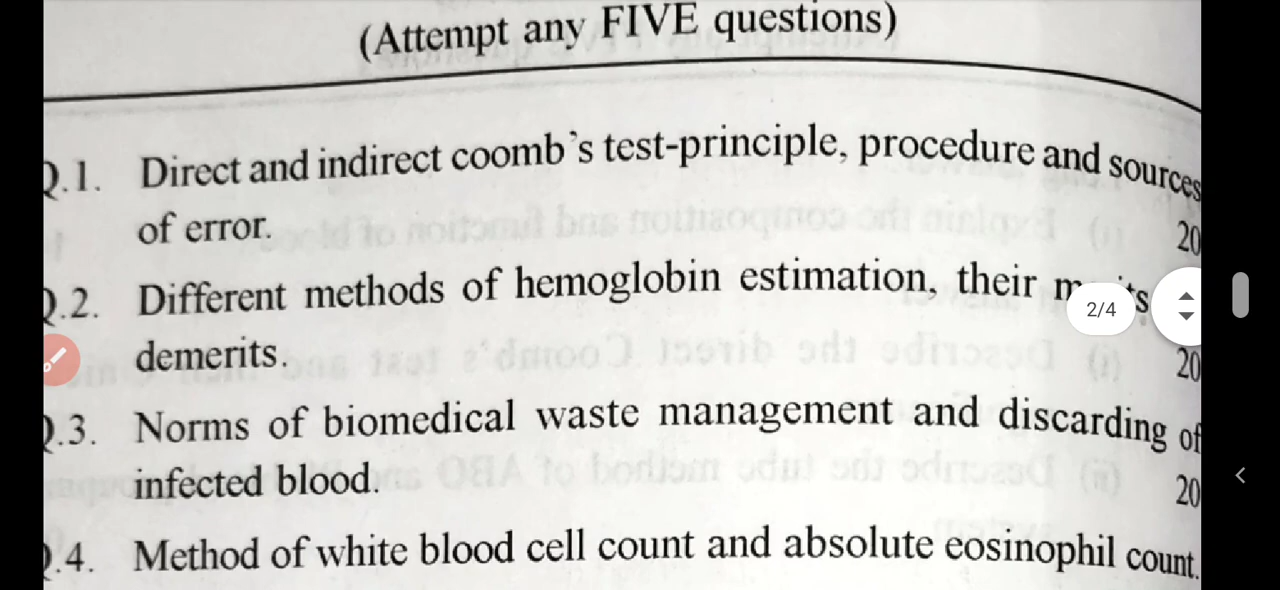 (Attempt any FIVE questions)
Q.1. Direct and indirect coomb's test-principle, procedure and sources
of error.
20
Q.2. Different methods of hemoglobin estimation, their
demerits.
20
2/4
Q.3. Norms of biomedical waste management and discarding of
infected blood.
20
Q.4. Method of white blood cell count and absolute eosinophil count.